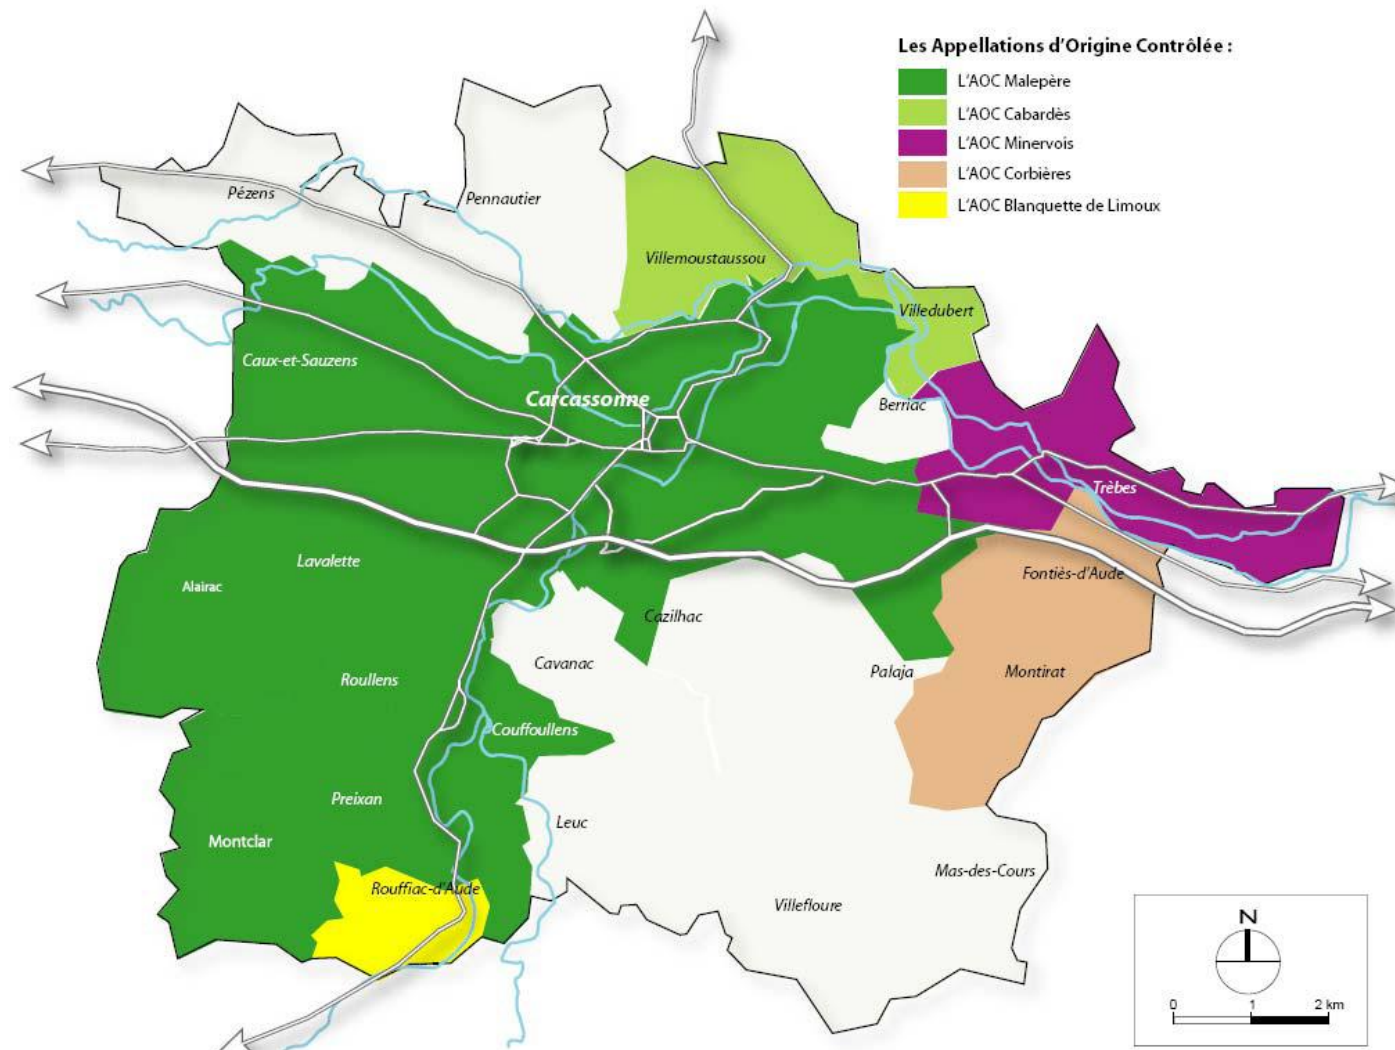 Les Appellations d'Origine Contrôlée :
L'AOC Malepère
L'AOC Cabardès
L'AOC Minervois
L'AOC Corbières
L'AOC Blanquette de Limoux
Pézens
Pennautier
Villemoustaussou
Villedubert
Caux-et-Sauzens
Carcassonne
Berriac
Trèbes
Lavalette
Alairac
Fontiès-d'Aude
Cazilhac
Cavanac
Palaja
Montirat
Roullens
Couffoullens
Preixan
Leuc
Montclar
Mas-des-Cours
Rouffiac-d'Aude
Villefloure
N
0 1 2 km